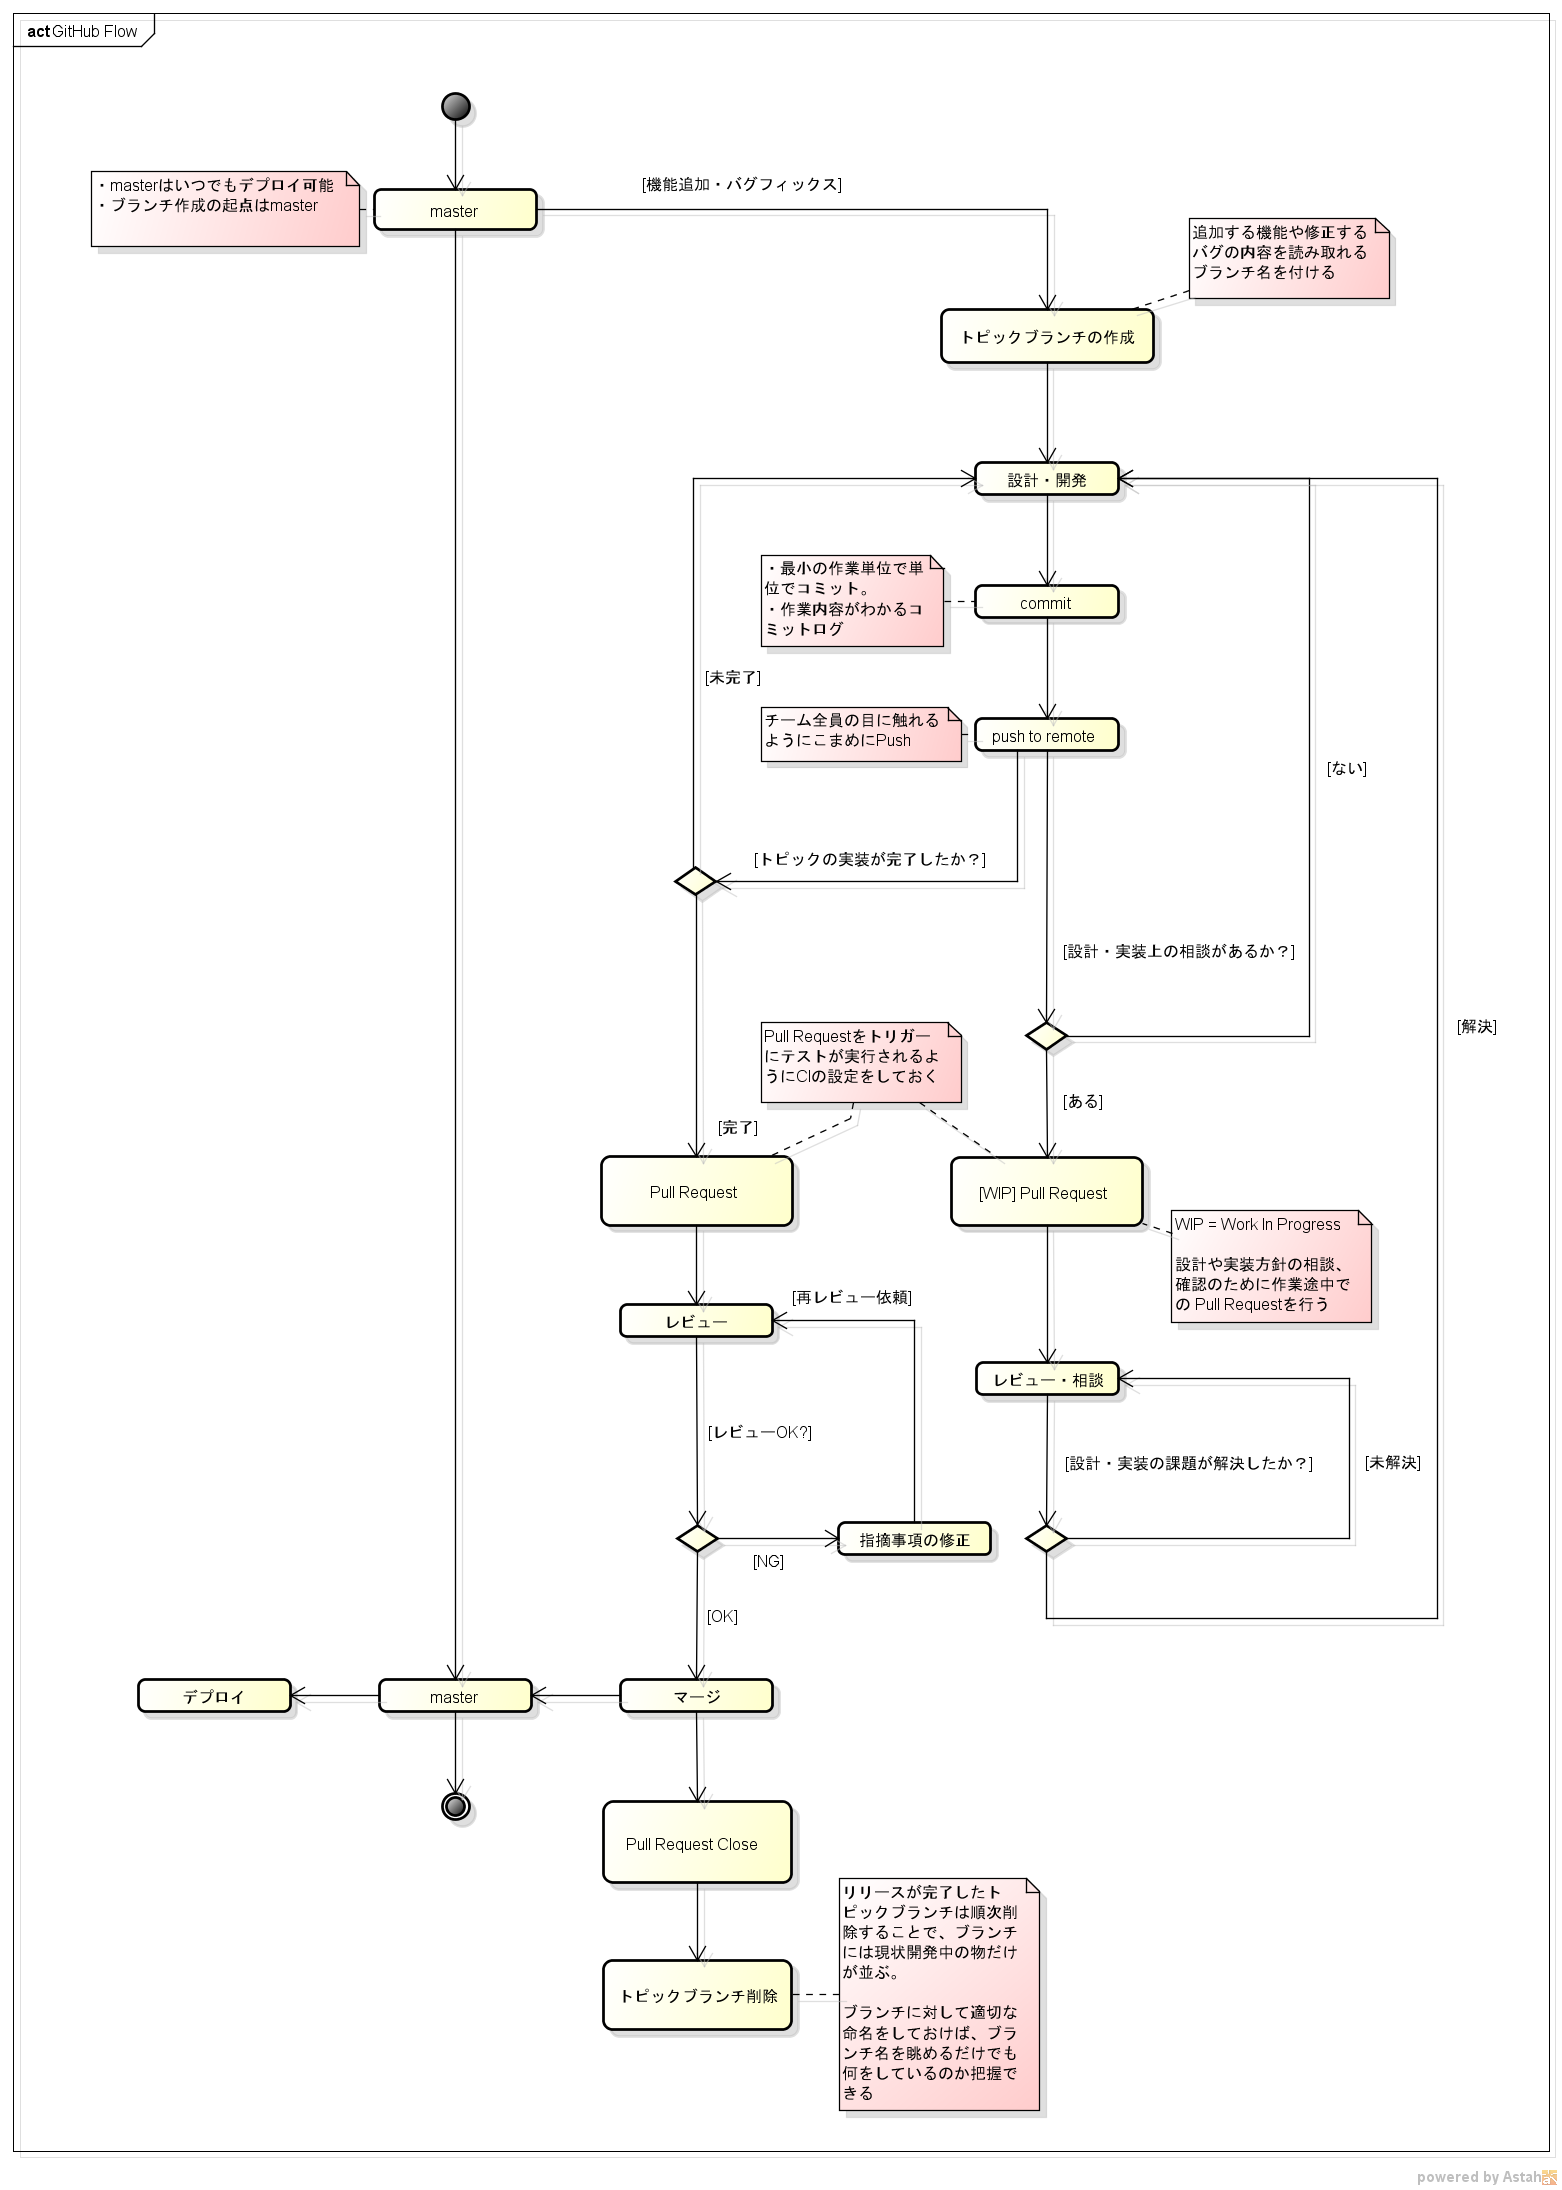 act GitHub Flow
・masterはいつでもデプロイ可能
・ブランチ作成の起点はmaster
master
[機能追加・バグフィックス]
追加する機能や修正する
バグの内容を読み取れる
ブランチ名を付ける
トピックブランチの作成
設計・開発
・最小の作業単位で単
位でコミット。
・作業内容がわかるコ
ミットログ
commit
[未完了]
チーム全員の目に触れる
ようにこまめにPush
push to remote
[ない]
[トピックの実装が完了したか？]
[設計・実装上の相談があるか？]
[解決]
Pull Requestをトリガー
にテストが実行されるよ
うにCIの設定をしておく
[ある]
[完了]
Pull Request
[WIP] Pull Request
WIP = Work In Progress
設計や実装方針の相談、
確認のために作業途中で
の Pull Requestを行う
[再レビュー依頼]
レビュー
レビュー・相談
[レビューOK?]
[設計・実装の課題が解決したか？]
[未解決]
指摘事項の修正
[NG]
[OK]
デプロイ
master
マージ
Pull Request Close
リリースが完了したト
ピックブランチは順次削
除することで、ブランチ
には現状開発中の物だけ
が並ぶ。
ブランチに対して適切な
命名をしておけば、ブラ
ンチ名を眺めるだけでも
何をしているのか把握で
きる
トピックブランチ削除
powered by Astah